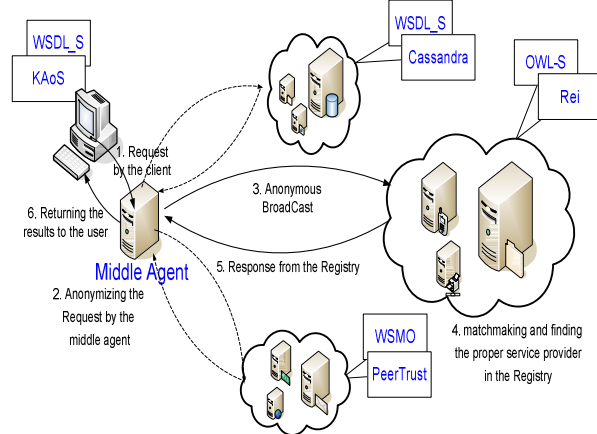 WSDL_S
KAoS
WSDL_S
Cassandra
OWL-S
Rei
1. Request
by the client
3. Anonymous
BroadCast
6. Returning the
results to the user
Middle Agent
5. Response from the Registry
2. Anonymizing the
Request by the
middle agent
WSMO
PeerTrust
4. matchmaking and finding
the proper service provider
in the Registry